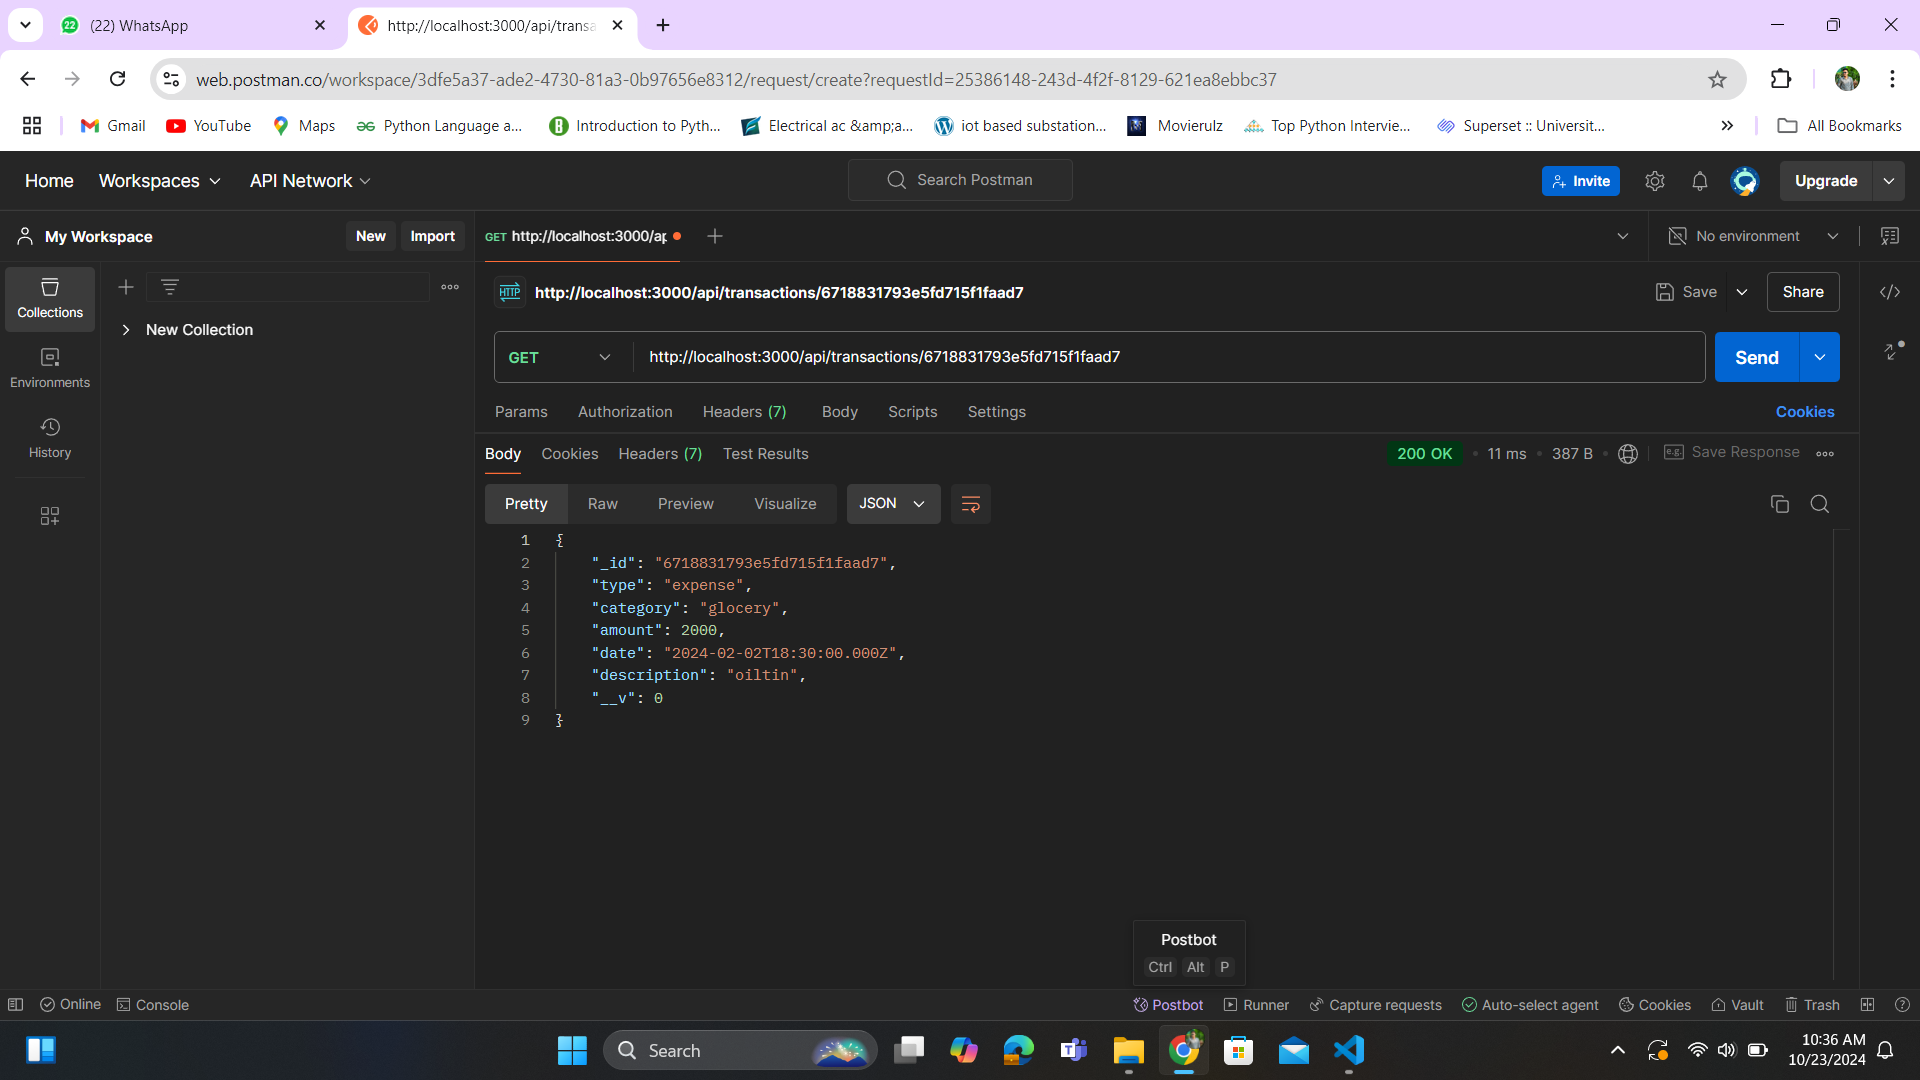 (22) WhatsApp
http://localhost:3000/api/transa
web.postman.co/workspace/3dfe5a37-ade2-4730-81a3-0b97656e8312/request/create?requestId=25386148-243d-4f2f-8129-621ea8ebbc37
Gmail YouTube Maps Python Language a... Introduction to Pyth... Electrical ac &amp;a... iot based substation... Movierulz Top Python Intervie... Superset :: Universit... All Bookmarks
Home Workspaces API Network Search Postman Invite Upgrade
My Workspace New Import GET http://localhost:3000/ap No environment
Collections
New Collection
Environments
History
HTTP http://localhost:3000/api/transactions/6718831793e5fd715f1faad7 Save Share
GET http://localhost:3000/api/transactions/6718831793e5fd715f1faad7 Send
Params Authorization Headers (7) Body Scripts Settings Cookies
Body Cookies Headers (7) Test Results 200 OK 11 ms 387 B e.g. Save Response
Pretty Raw Preview Visualize JSON
1 {
2 "_id": "6718831793e5fd715f1faad7",
3 "type": "expense",
4 "category": "glocery",
5 "amount": 2000,
6 "date": "2024-02-02T18:30:00.000Z",
7 "description": "oiltin",
8 "__v": 0
9 }
Postbot
Ctrl Alt P
Online Console Postbot Runner Capture requests Auto-select agent Cookies Vault Trash
Search
10:36 AM
10/23/2024